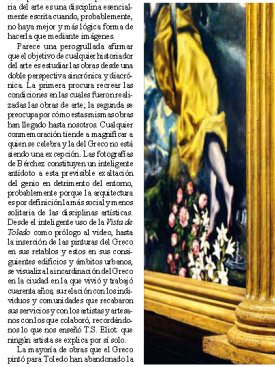 ria del arte es una disciplina esencial-
mente escrita cuando, probablemente,
no haya mejor y más lógica forma de
hacerla que mediante imágenes.
Parece una perogrullada afirmar
que el objetivo de cualquier historiador
del arte es estudiar las obras desde una
doble perspectiva sincrónica y diacró-
nica. La primera procura recrear las
condiciones en las cuales fueron reali-
zadas las obras de arte; la segunda se
preocupa por cómo estas mismas obras
han llegado hasta nosotros. Cualquier
conmemoración tiende a magnificar a
quien se celebra y la del Greco no está
siendo una excepción. Las fotografías
de Bérchez constituyen un inteligente
antídoto a esta previsible exaltación
del genio en detrimento del entorno,
probablemente porque la arquitectura
es por definición la más social y menos
solitaria de las disciplinas artísticas.
Desde el inteligente uso de la Vista de
Toledo como prólogo al vídeo, hasta
la inserción de las pinturas del Greco
en sus retablos y estos en sus consi-
guientes edificios y ámbitos urbanos,
se visualiza la incardinación del Greco
en la ciudad en la que vivió y trabajó
cuarenta años, su relación con los indi-
viduos y comunidades que recabaron
sus servicios y con los artistas y artesa-
nos con los que colaboró, recordándo-
nos lo que nos enseñó T.S. Eliot: que
ningún artista se explica por sí solo.
La mayoría de obras que el Greco
pintó para Toledo han abandonado la